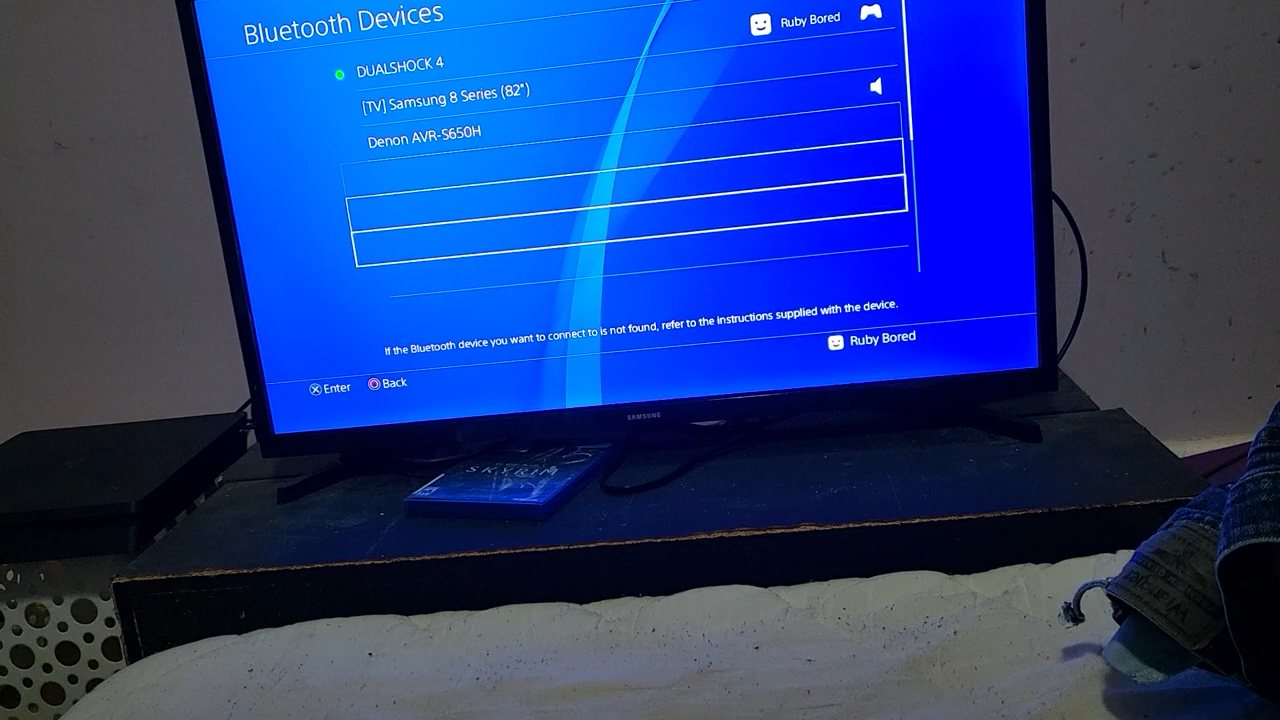 Bluetooth Devices
Ruby Bored
DUALSHOCK 4
[TV] Samsung 8 Series (82")
Denon AVR-S650H
If the Bluetooth device you want to connect to is not found, refer to the instructions supplied with the device.
Ruby Bored
Enter
Back
SAMSUNG
SKYRIM